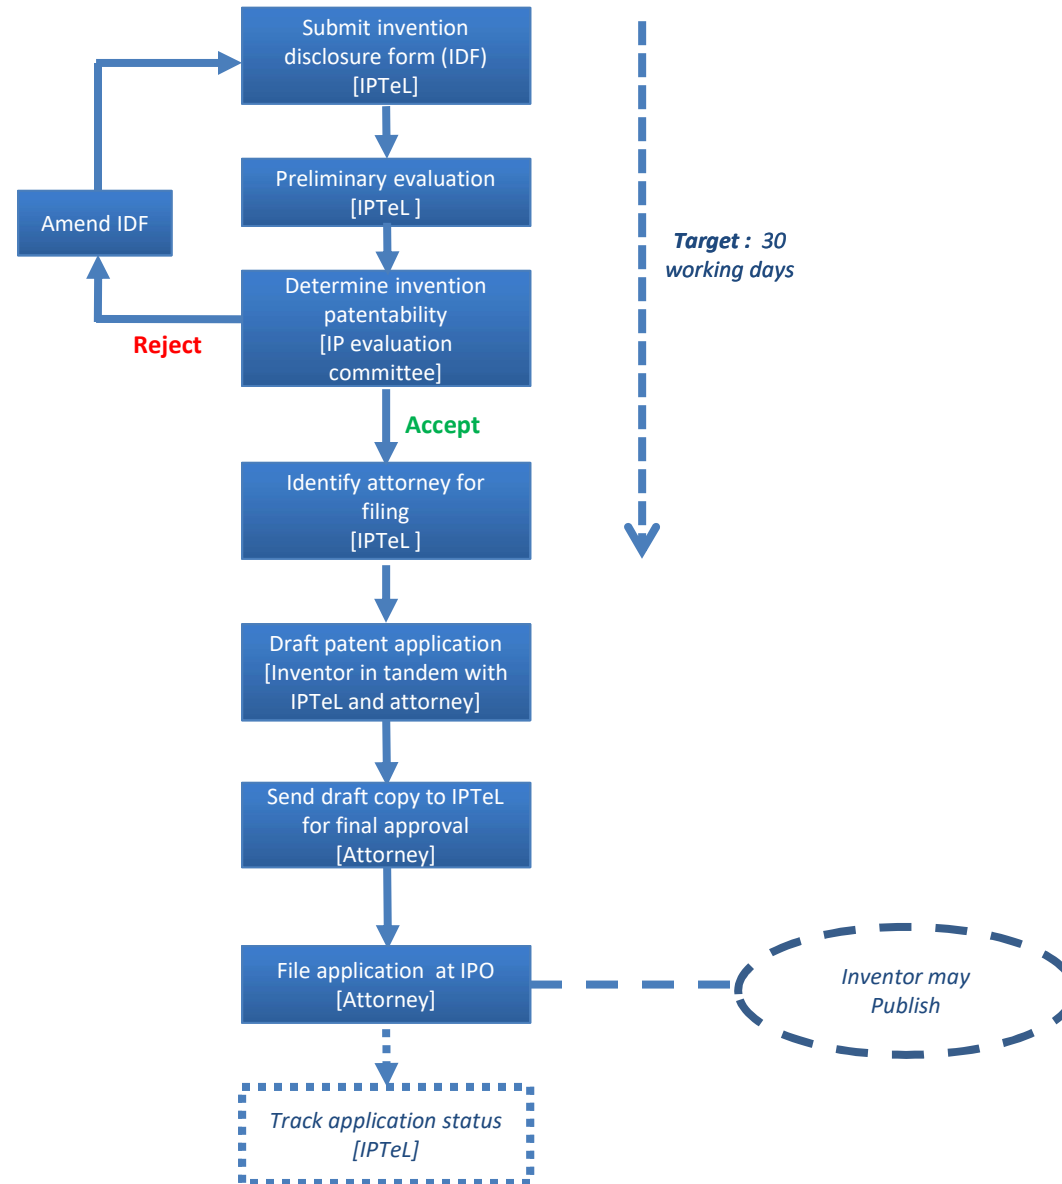 Submit invention
disclosure form (IDF)
[IPTeL]
Preliminary evaluation
[IPTeL ]
Amend IDF
Target : 30
working days
Determine invention
patentability
[IP evaluation
committee]
Reject
Accept
Identify attorney for
filing
[IPTeL ]
Draft patent application
[Inventor in tandem with
IPTeL and attorney]
Send draft copy to IPTeL
for final approval
[Attorney]
File application at IPO
[Attorney]
Inventor may
Publish
Track application status
[IPTeL]